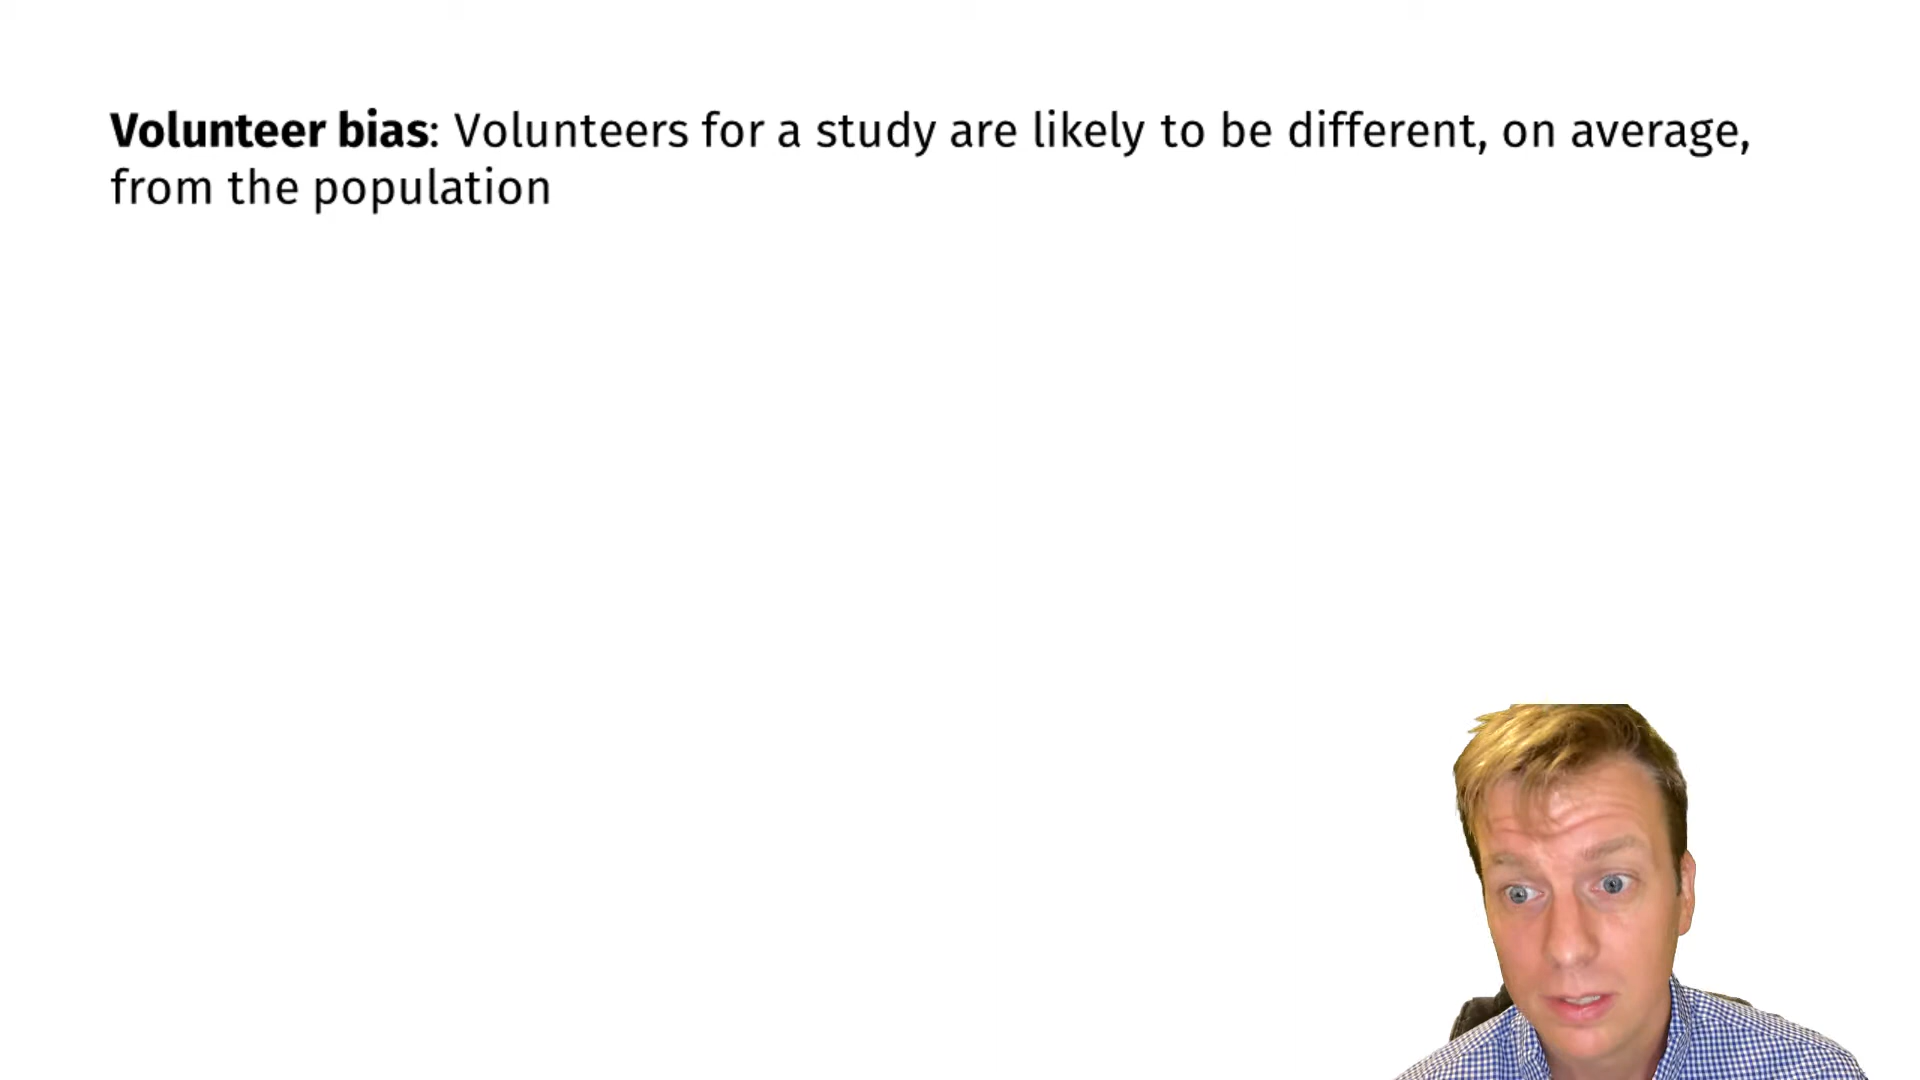 Volunteer bias: Volunteers for a study are likely to be different, on average,
from the population